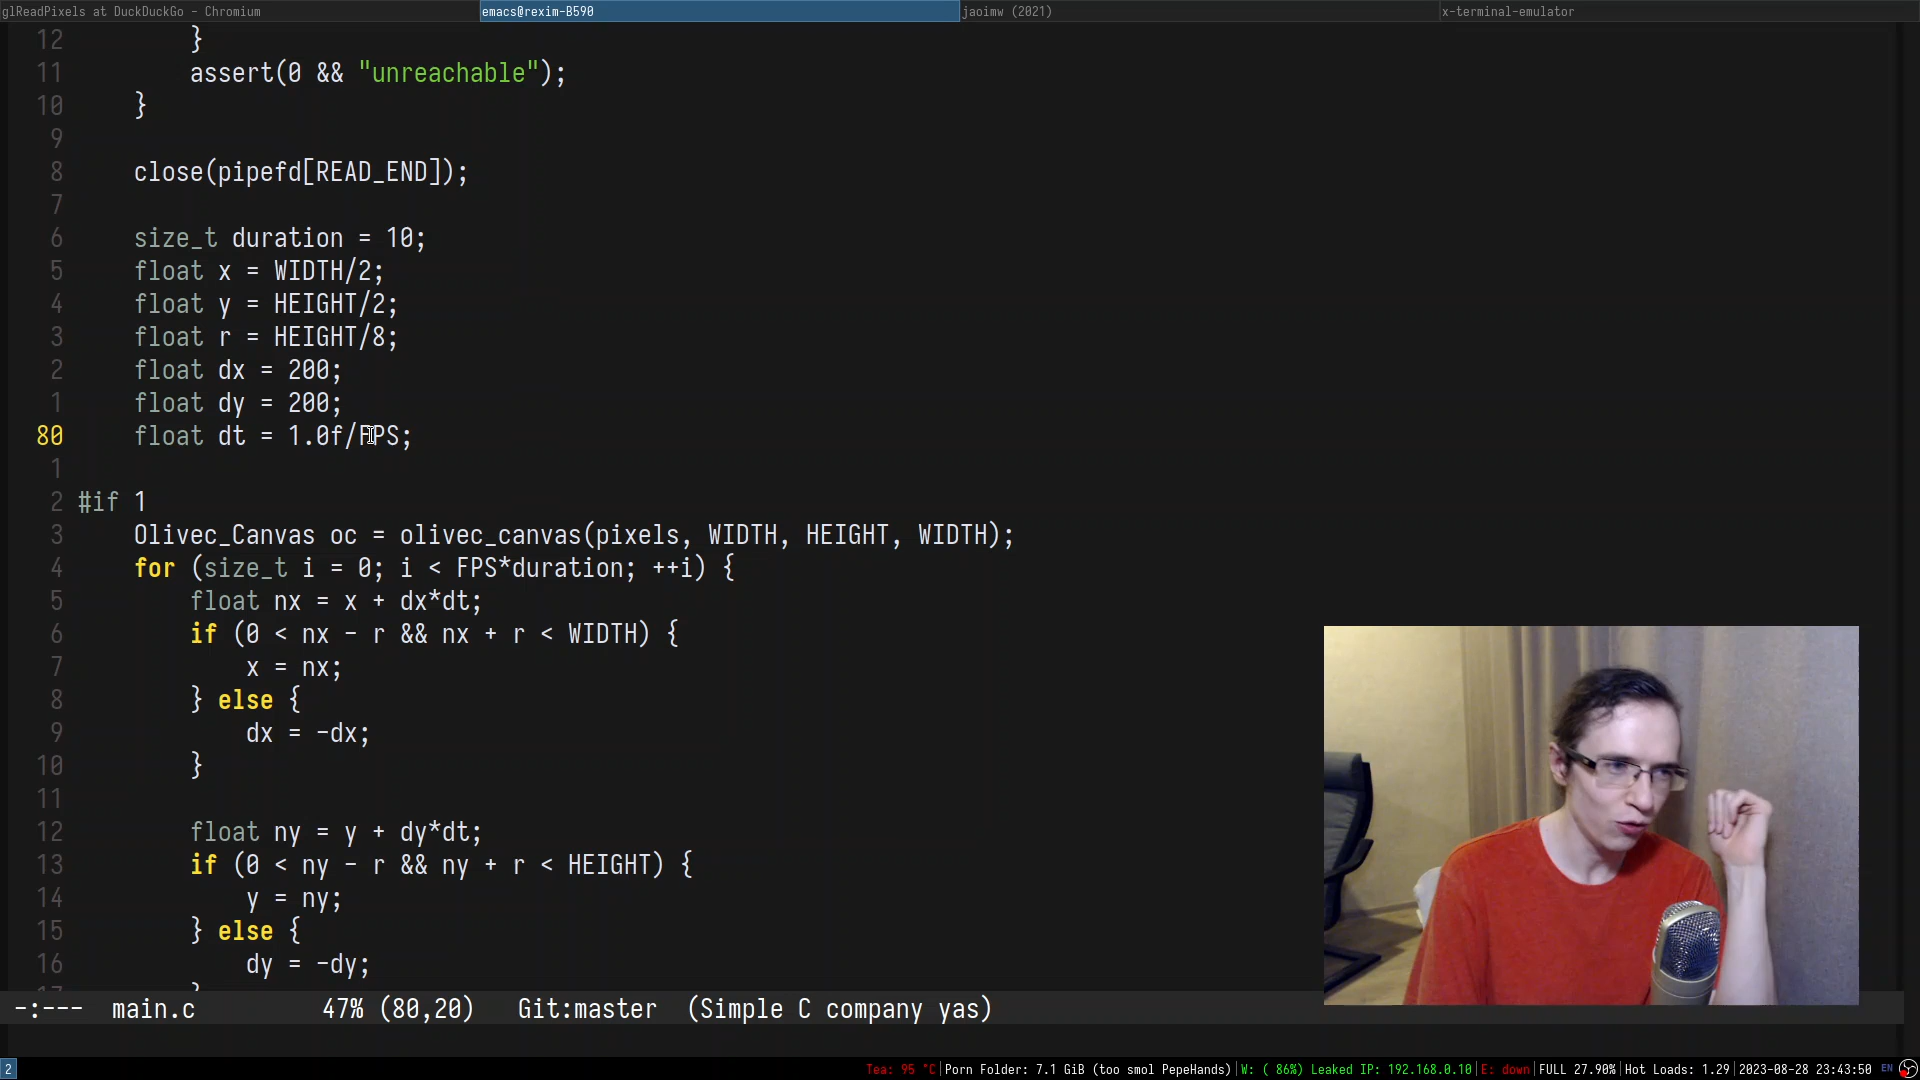 glReadPixels at DuckDuckGo - Chromium
emacs@rexim-B590
jaoimw (2021)
x-terminal-emulator
12 }
11 assert(0 && "unreachable");
10 }
9
8 close(pipefd[READ_END]);
7
6 size_t duration = 10;
5 float x = WIDTH/2;
4 float y = HEIGHT/2;
3 float r = HEIGHT/8;
2 float dx = 200;
1 float dy = 200;
80 float dt = 1.0f/FPS;
1
2 #if 1
3 Olivec_Canvas oc = olivec_canvas(pixels, WIDTH, HEIGHT, WIDTH);
4 for (size_t i = 0; i < FPS*duration; ++i) {
5 float nx = x + dx*dt;
6 if (0 < nx - r && nx + r < WIDTH) {
7 x = nx;
8 } else {
9 dx = -dx;
10 }
11
12 float ny = y + dy*dt;
13 if (0 < ny - r && ny + r < HEIGHT) {
14 y = ny;
15 } else {
16 dy = -dy;
-:--- main.c 47% (80,20) Git:master (Simple C company yas)
2 Tea: 95 °C|Porn Folder: 7.1 GiB (too smol PepeHands)|W: ( 86%) Leaked IP: 192.168.0.10|E: down|FULL 27.90%|Hot Loads: 1.29|2023-08-28 23:43:50 EN